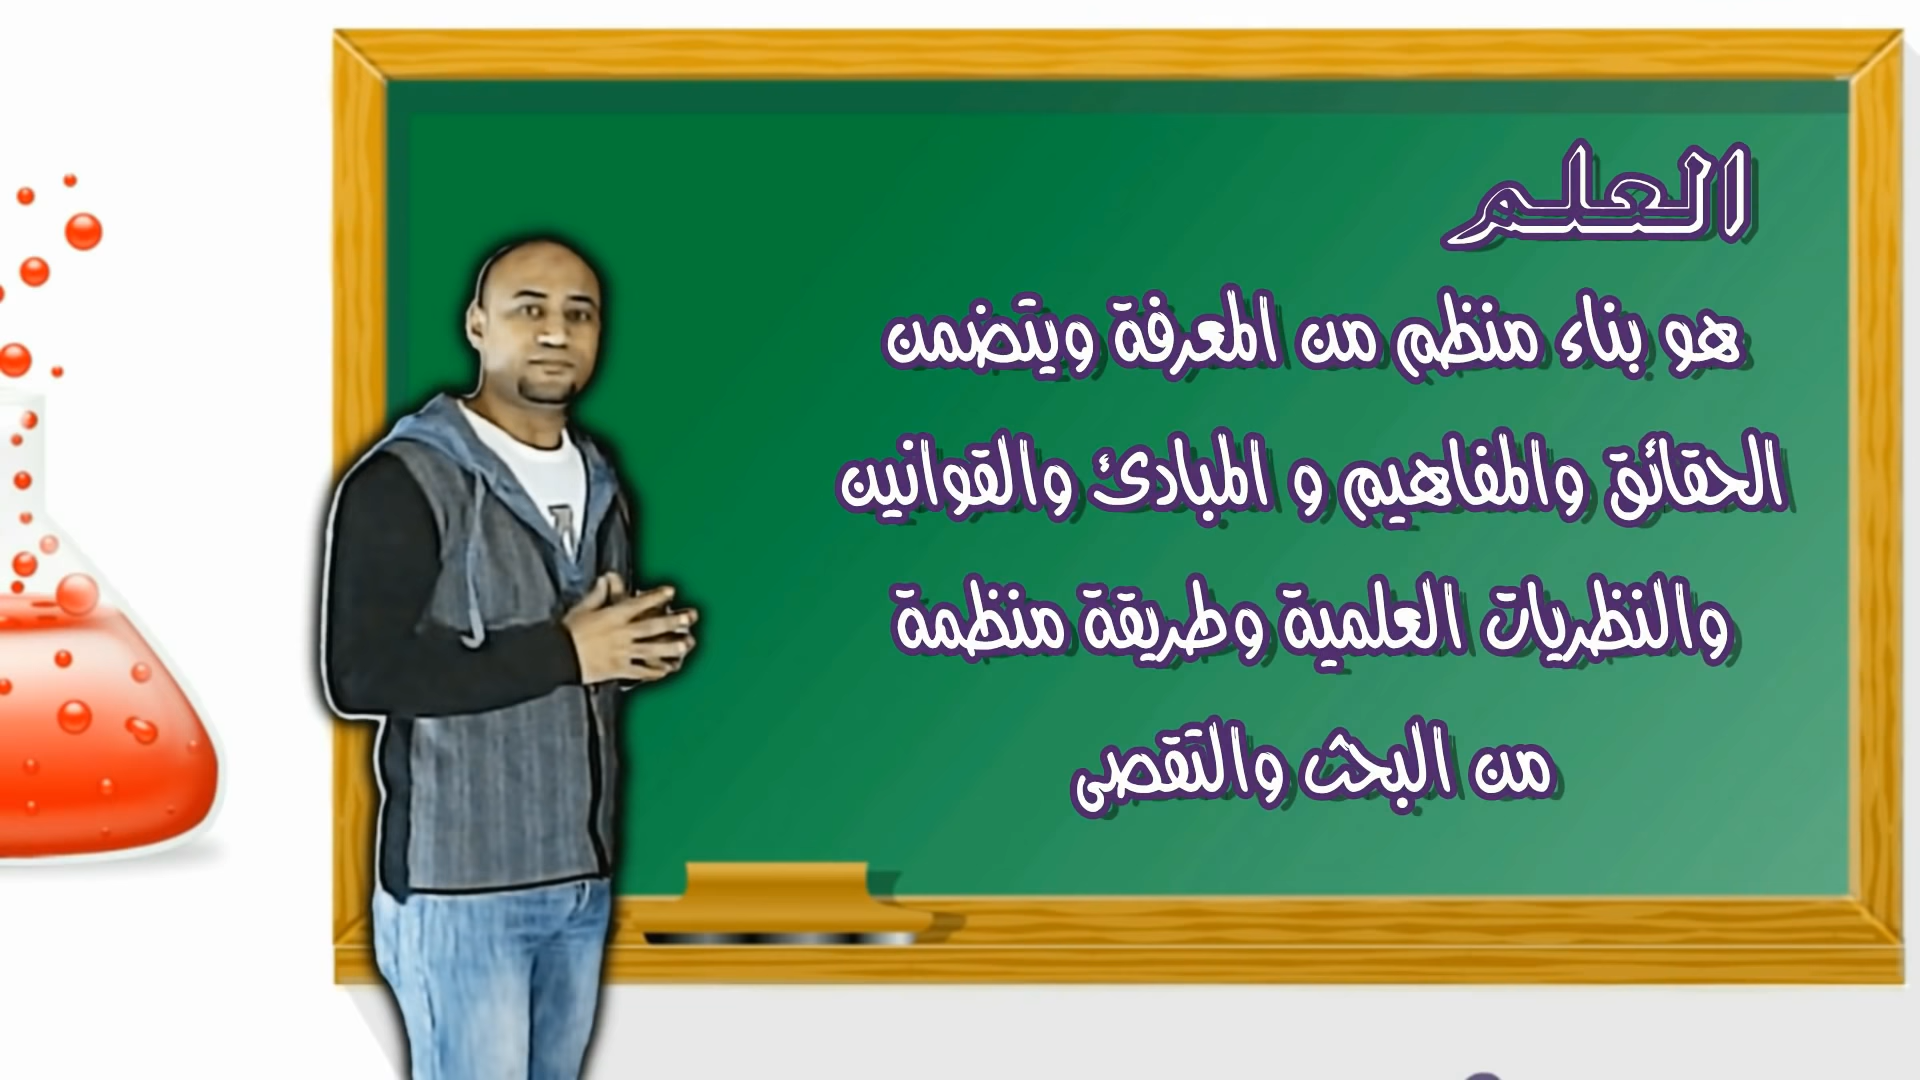 العلم
هو بناء منظم من المعرفة ويتضمن
الحقائق والمفاهيم و المبادئ والقوانين
والنظريات العلمية وطريقة منظمة
من البحث والتقصى